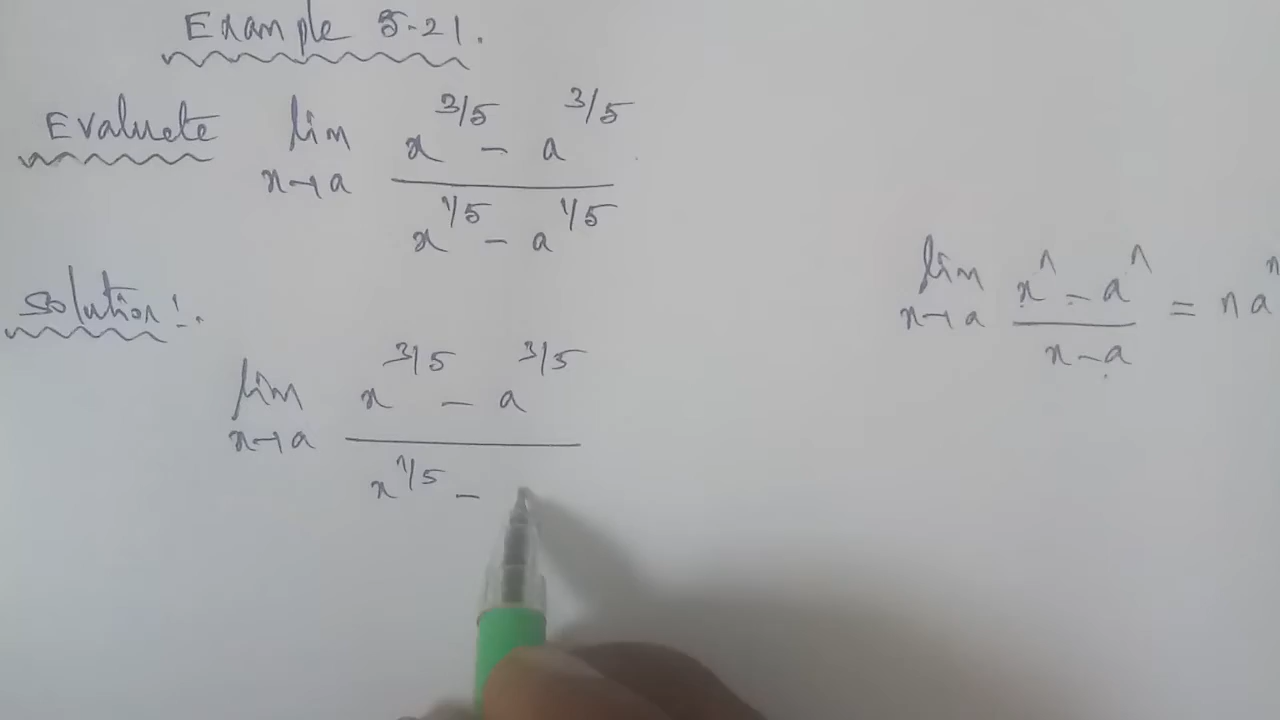 Example 5.21.
Evaluate lim x→a x^3/5 - a^3/5 / x^1/5 - a^1/5
Solution:.
lim x→a x^3/5 - a^3/5 / x^1/5 -
lim x→a x^n - a^n / x - a = n a^n